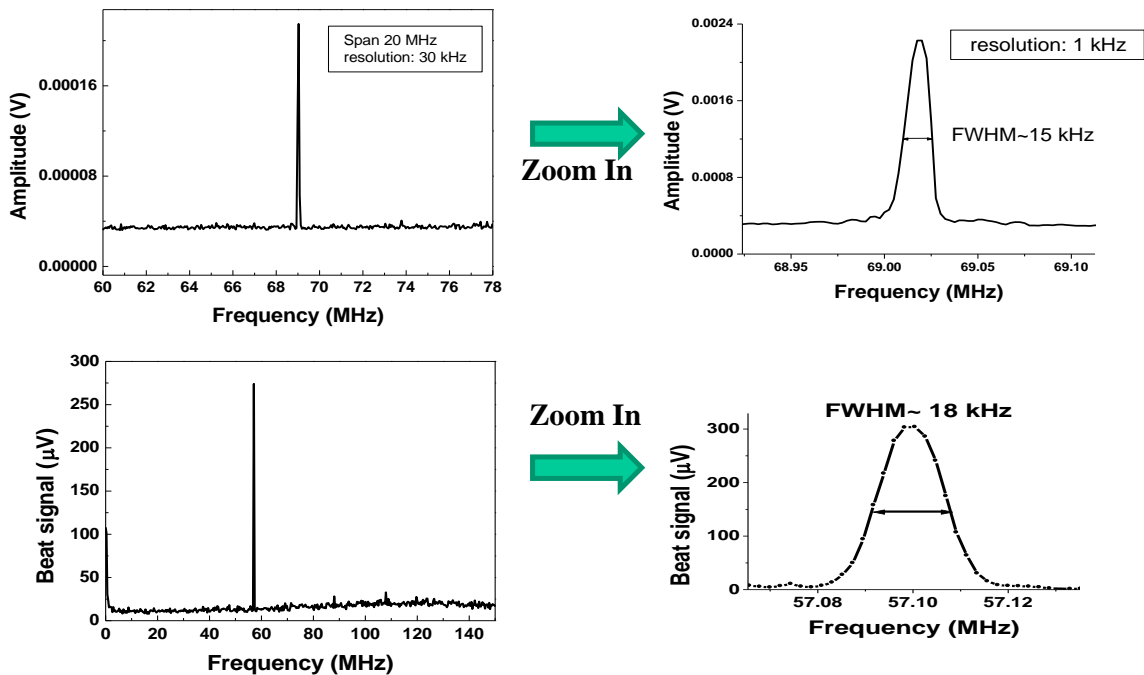 Span 20 MHz
resolution: 30 kHz
0.00016
0.00008
0.00000
Amplitude (V)
60 62 64 66 68 70 72 74 76 78
Frequency (MHz)
Zoom In
resolution: 1 kHz
FWHM~15 kHz
0.0024
0.0016
0.0008
0.0000
Amplitude (V)
68.95 69.00 69.05 69.10
Frequency (MHz)
300
250
200
150
100
50
0
Beat signal (μV)
0 20 40 60 80 100 120 140
Frequency (MHz)
Zoom In
FWHM~ 18 kHz
300
200
100
0
Beat signal (μV)
57.08 57.10 57.12
Frequency (MHz)